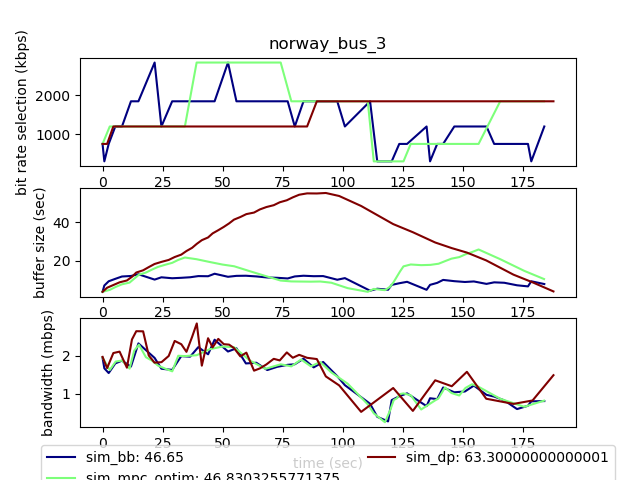 norway_bus_3
bit rate selection (kbps)
2000
1000
0 25 50 75 100 125 150 175
buffer size (sec)
40
20
0 25 50 75 100 125 150 175
bandwidth (mbps)
2
1
0 25 50 75 100 125 150 175
time (sec)
sim_bb: 46.65
sim_mpc_optim: 46.8303255771375
sim_dp: 63.30000000000001